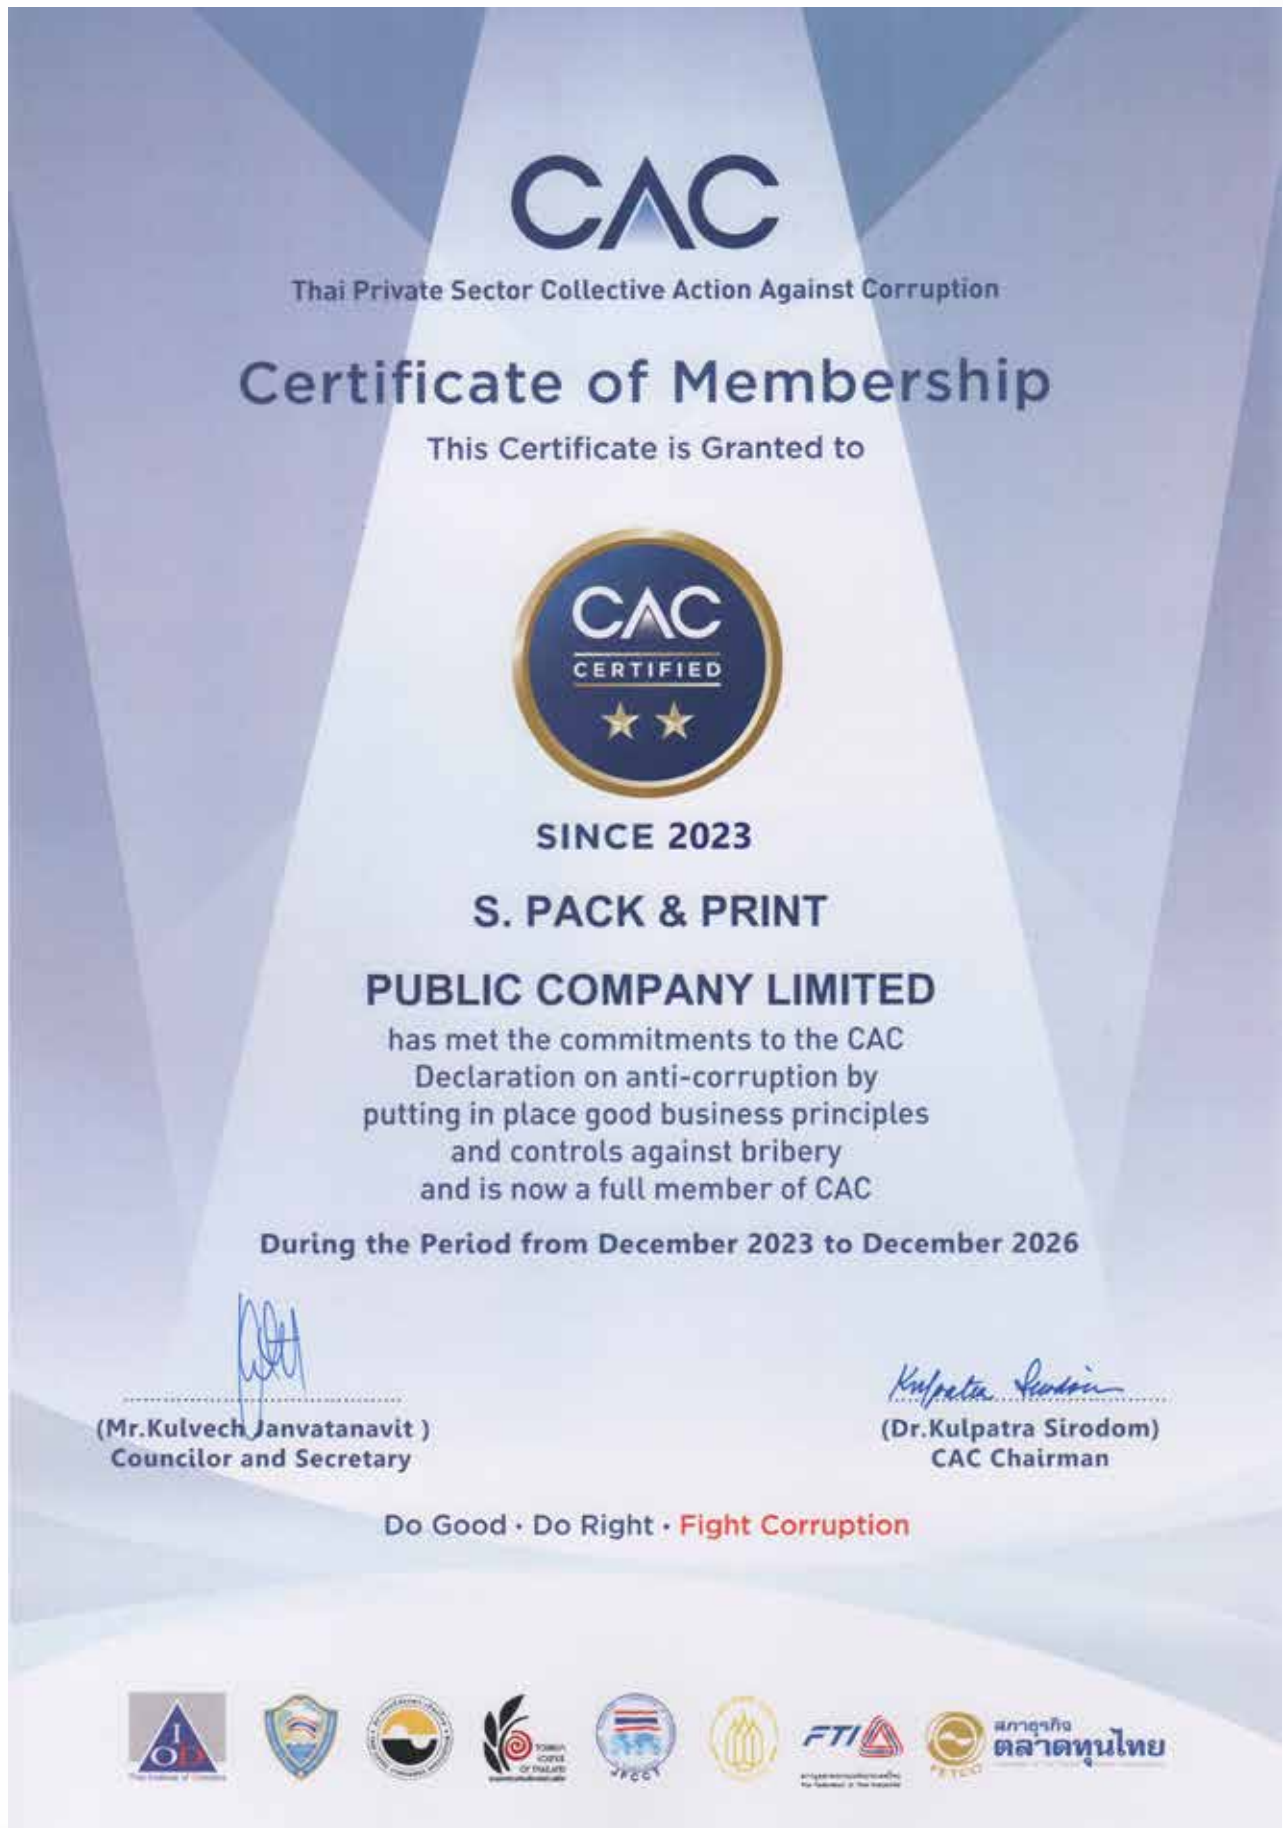 CAC
Thai Private Sector Collective Action Against Corruption
Certificate of Membership
This Certificate is Granted to
CAC
CERTIFIED
SINCE 2023
S. PACK & PRINT
PUBLIC COMPANY LIMITED
has met the commitments to the CAC
Declaration on anti-corruption by
putting in place good business principles
and controls against bribery
and is now a full member of CAC
During the Period from December 2023 to December 2026
Kulpatra Sirodom
(Mr.Kulvech Janvatanavit )
(Dr.Kulpatra Sirodom)
Councilor and Secretary
CAC Chairman
Do Good · Do Right · Fight Corruption
IOD
JFCCT
FTI
FETCO
สภาธุรกิจ
ตลาดทุนไทย